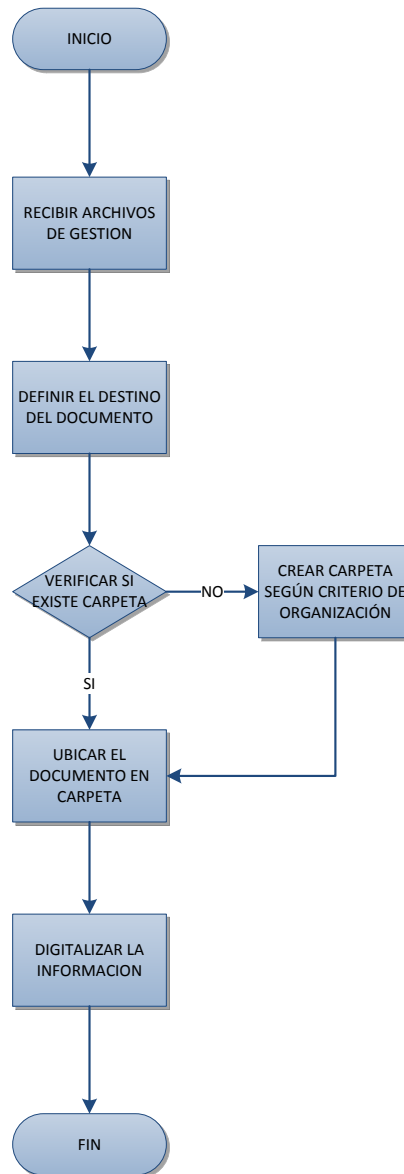 INICIO
RECIBIR ARCHIVOS
DE GESTION
DEFINIR EL DESTINO
DEL DOCUMENTO
VERIFICAR SI
EXISTE CARPETA
NO
CREAR CARPETA
SEGÚN CRITERIO DE
ORGANIZACIÓN
SI
UBICAR EL
DOCUMENTO EN
CARPETA
DIGITALIZAR LA
INFORMACION
FIN